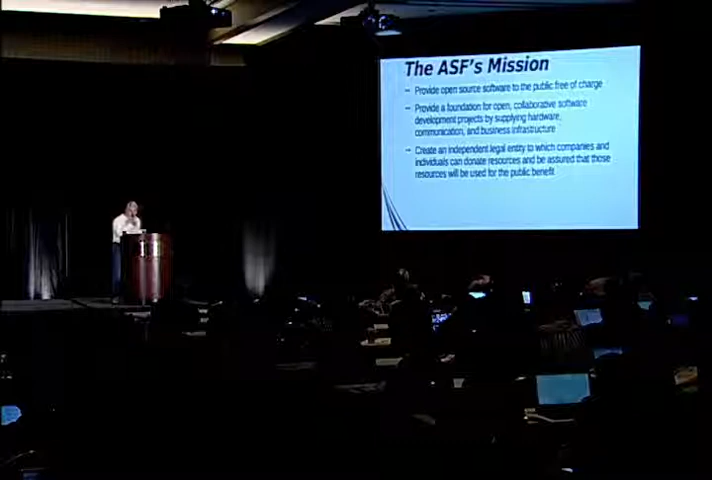 The ASF's Mission
– Provide open source software to the public free of charge
– Provide a foundation for open, collaborative software
development projects by supplying hardware,
communication, and business infrastructure
– Create an independent legal entity to which companies and
individuals can donate resources and be assured that those
resources will be used for the public benefit